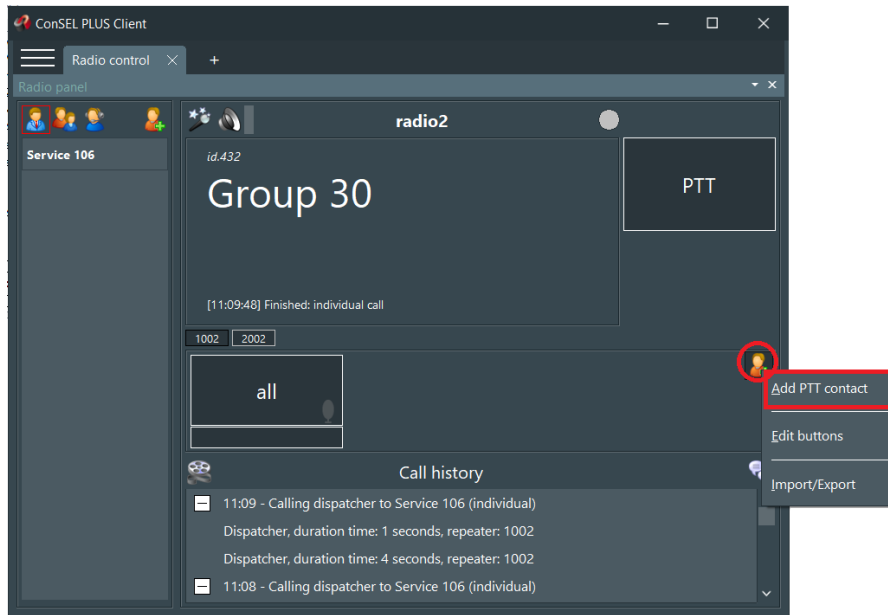 ConSEL PLUS Client
Radio control
Radio panel
Service 106
radio2
id.432
Group 30
PTT
[11:09:48] Finished: individual call
1002 2002
all
Add PTT contact
Edit buttons
Import/Export
Call history
11:09 - Calling dispatcher to Service 106 (individual)
Dispatcher, duration time: 1 seconds, repeater: 1002
Dispatcher, duration time: 4 seconds, repeater: 1002
11:08 - Calling dispatcher to Service 106 (individual)